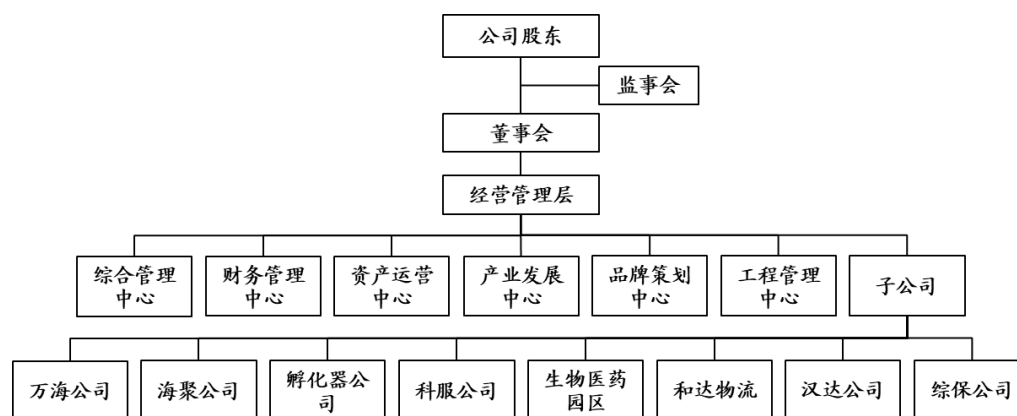 公司股东
监事会
董事会
经营管理层
综合管理
中心
财务管理
中心
资产运营
中心
产业发展
中心
品牌策划
中心
工程管理
中心
子公司
万海公司
海聚公司
孵化器公
司
科服公司
生物医药
园区
和达物流
汉达公司
综保公司